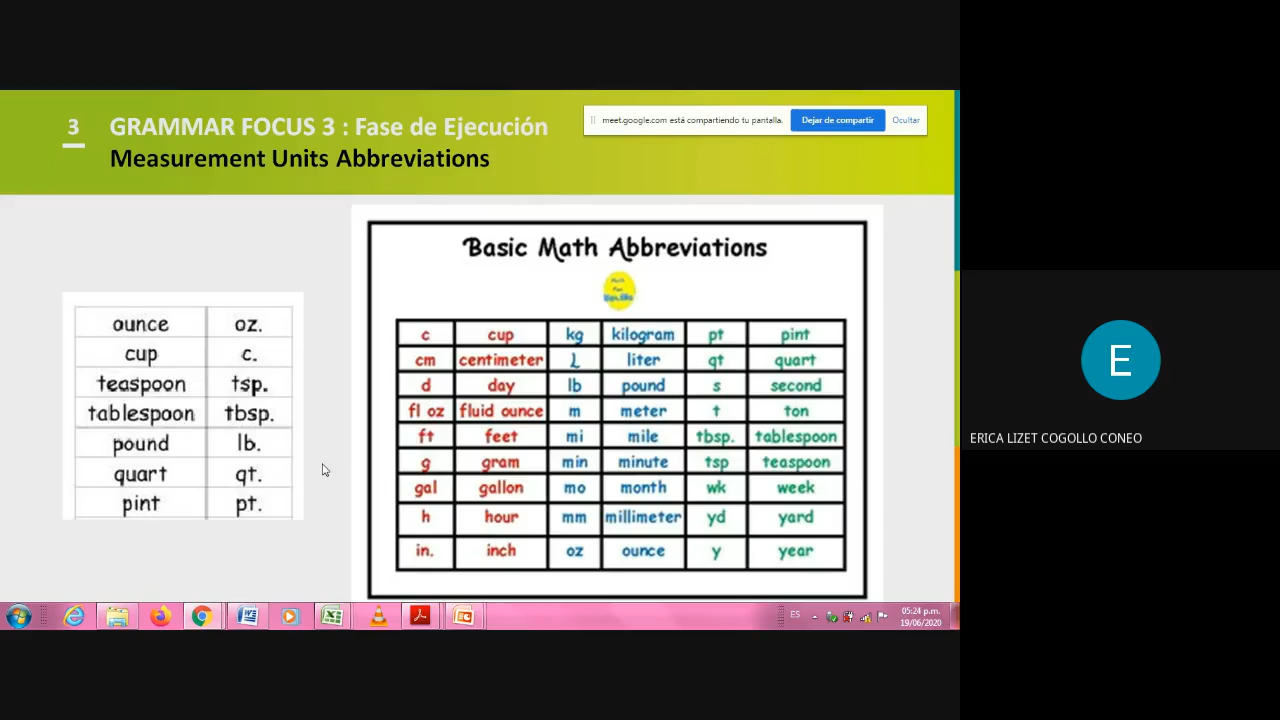 3 GRAMMAR FOCUS 3 : Fase de Ejecución
Measurement Units Abbreviations
meet.google.com está compartiendo tu pantalla. Dejar de compartir Ocultar
ounce oz.
cup c.
teaspoon tsp.
tablespoon tbsp.
pound lb.
quart qt.
pint pt.
Basic Math Abbreviations
c cup kg kilogram pt pint
cm centimeter L liter qt quart
d day lb pound s second
fl oz fluid ounce m meter t ton
ft feet mi mile tbsp. tablespoon
g gram min minute tsp teaspoon
gal gallon mo month wk week
h hour mm millimeter yd yard
in. inch oz ounce y year
E
ERICA LIZET COGOLLO CONEO
ES
05:24 p.m.
19/06/2020